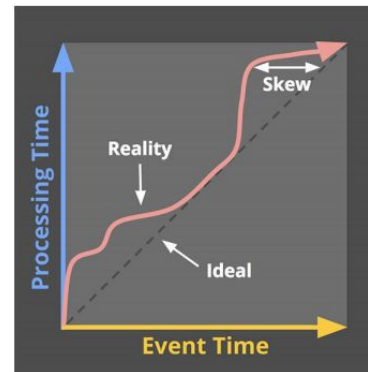 Skew
Reality
Ideal
Processing Time
Event Time